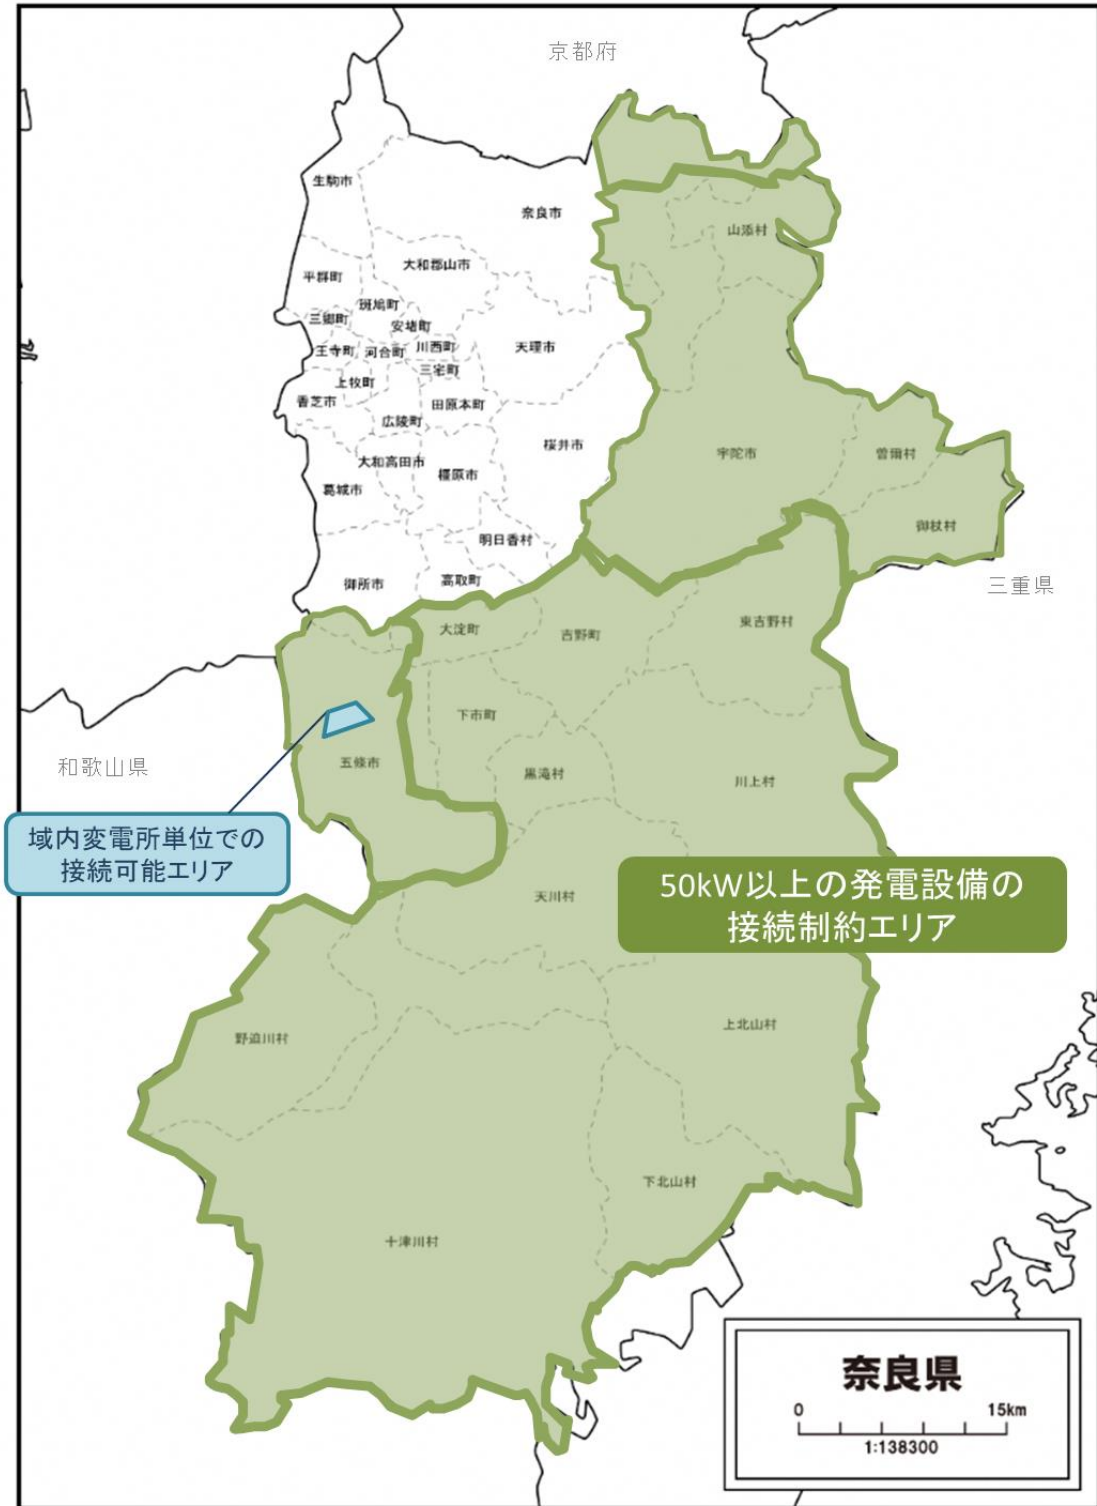 京都府
生駒市
奈良市
山添村
大和郡山市
平群町
斑鳩町
三郷町
安堵町
王寺町
河合町
川西町
天理市
三宅町
上牧町
香芝市
田原本町
広陵町
桜井市
宇陀市
曽爾村
大和高田市
橿原市
葛城市
御杖村
明日香村
御所市
高取町
三重県
大淀町
吉野町
東吉野村
下市町
和歌山県
五條市
黒滝村
川上村
域内変電所単位での
接続可能エリア
50kW以上の発電設備の
接続制約エリア
天川村
野迫川村
上北山村
下北山村
十津川村
奈良県
0
15km
1:138300